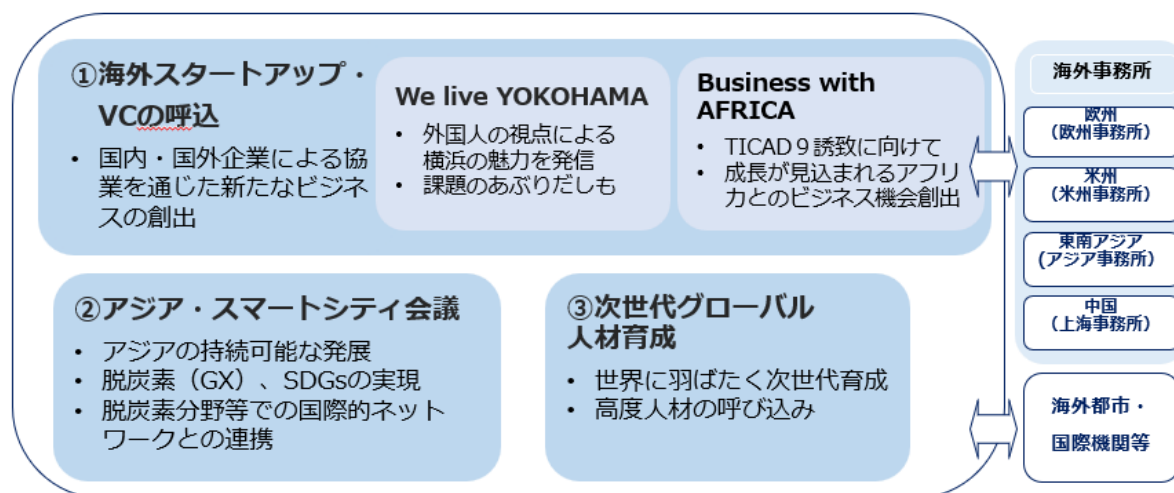 ①海外スタートアップ・
VCの呼込
• 国内・国外企業による協
業を通じた新たなビジネ
スの創出
We live YOKOHAMA
• 外国人の視点による
横浜の魅力を発信
• 課題のあぶりだしも
Business with
AFRICA
• TICAD９誘致に向けて
• 成長が見込まれるアフリ
カとのビジネス機会創出
②アジア・スマートシティ会議
• アジアの持続可能な発展
• 脱炭素（GX）、SDGsの実現
• 脱炭素分野等での国際的ネット
ワークとの連携
③次世代グローバル
人材育成
• 世界に羽ばたく次世代育成
• 高度人材の呼び込み
海外事務所
欧州
（欧州事務所）
米州
（米州事務所）
東南アジア
(アジア事務所）
中国
（上海事務所）
海外都市・
国際機関等